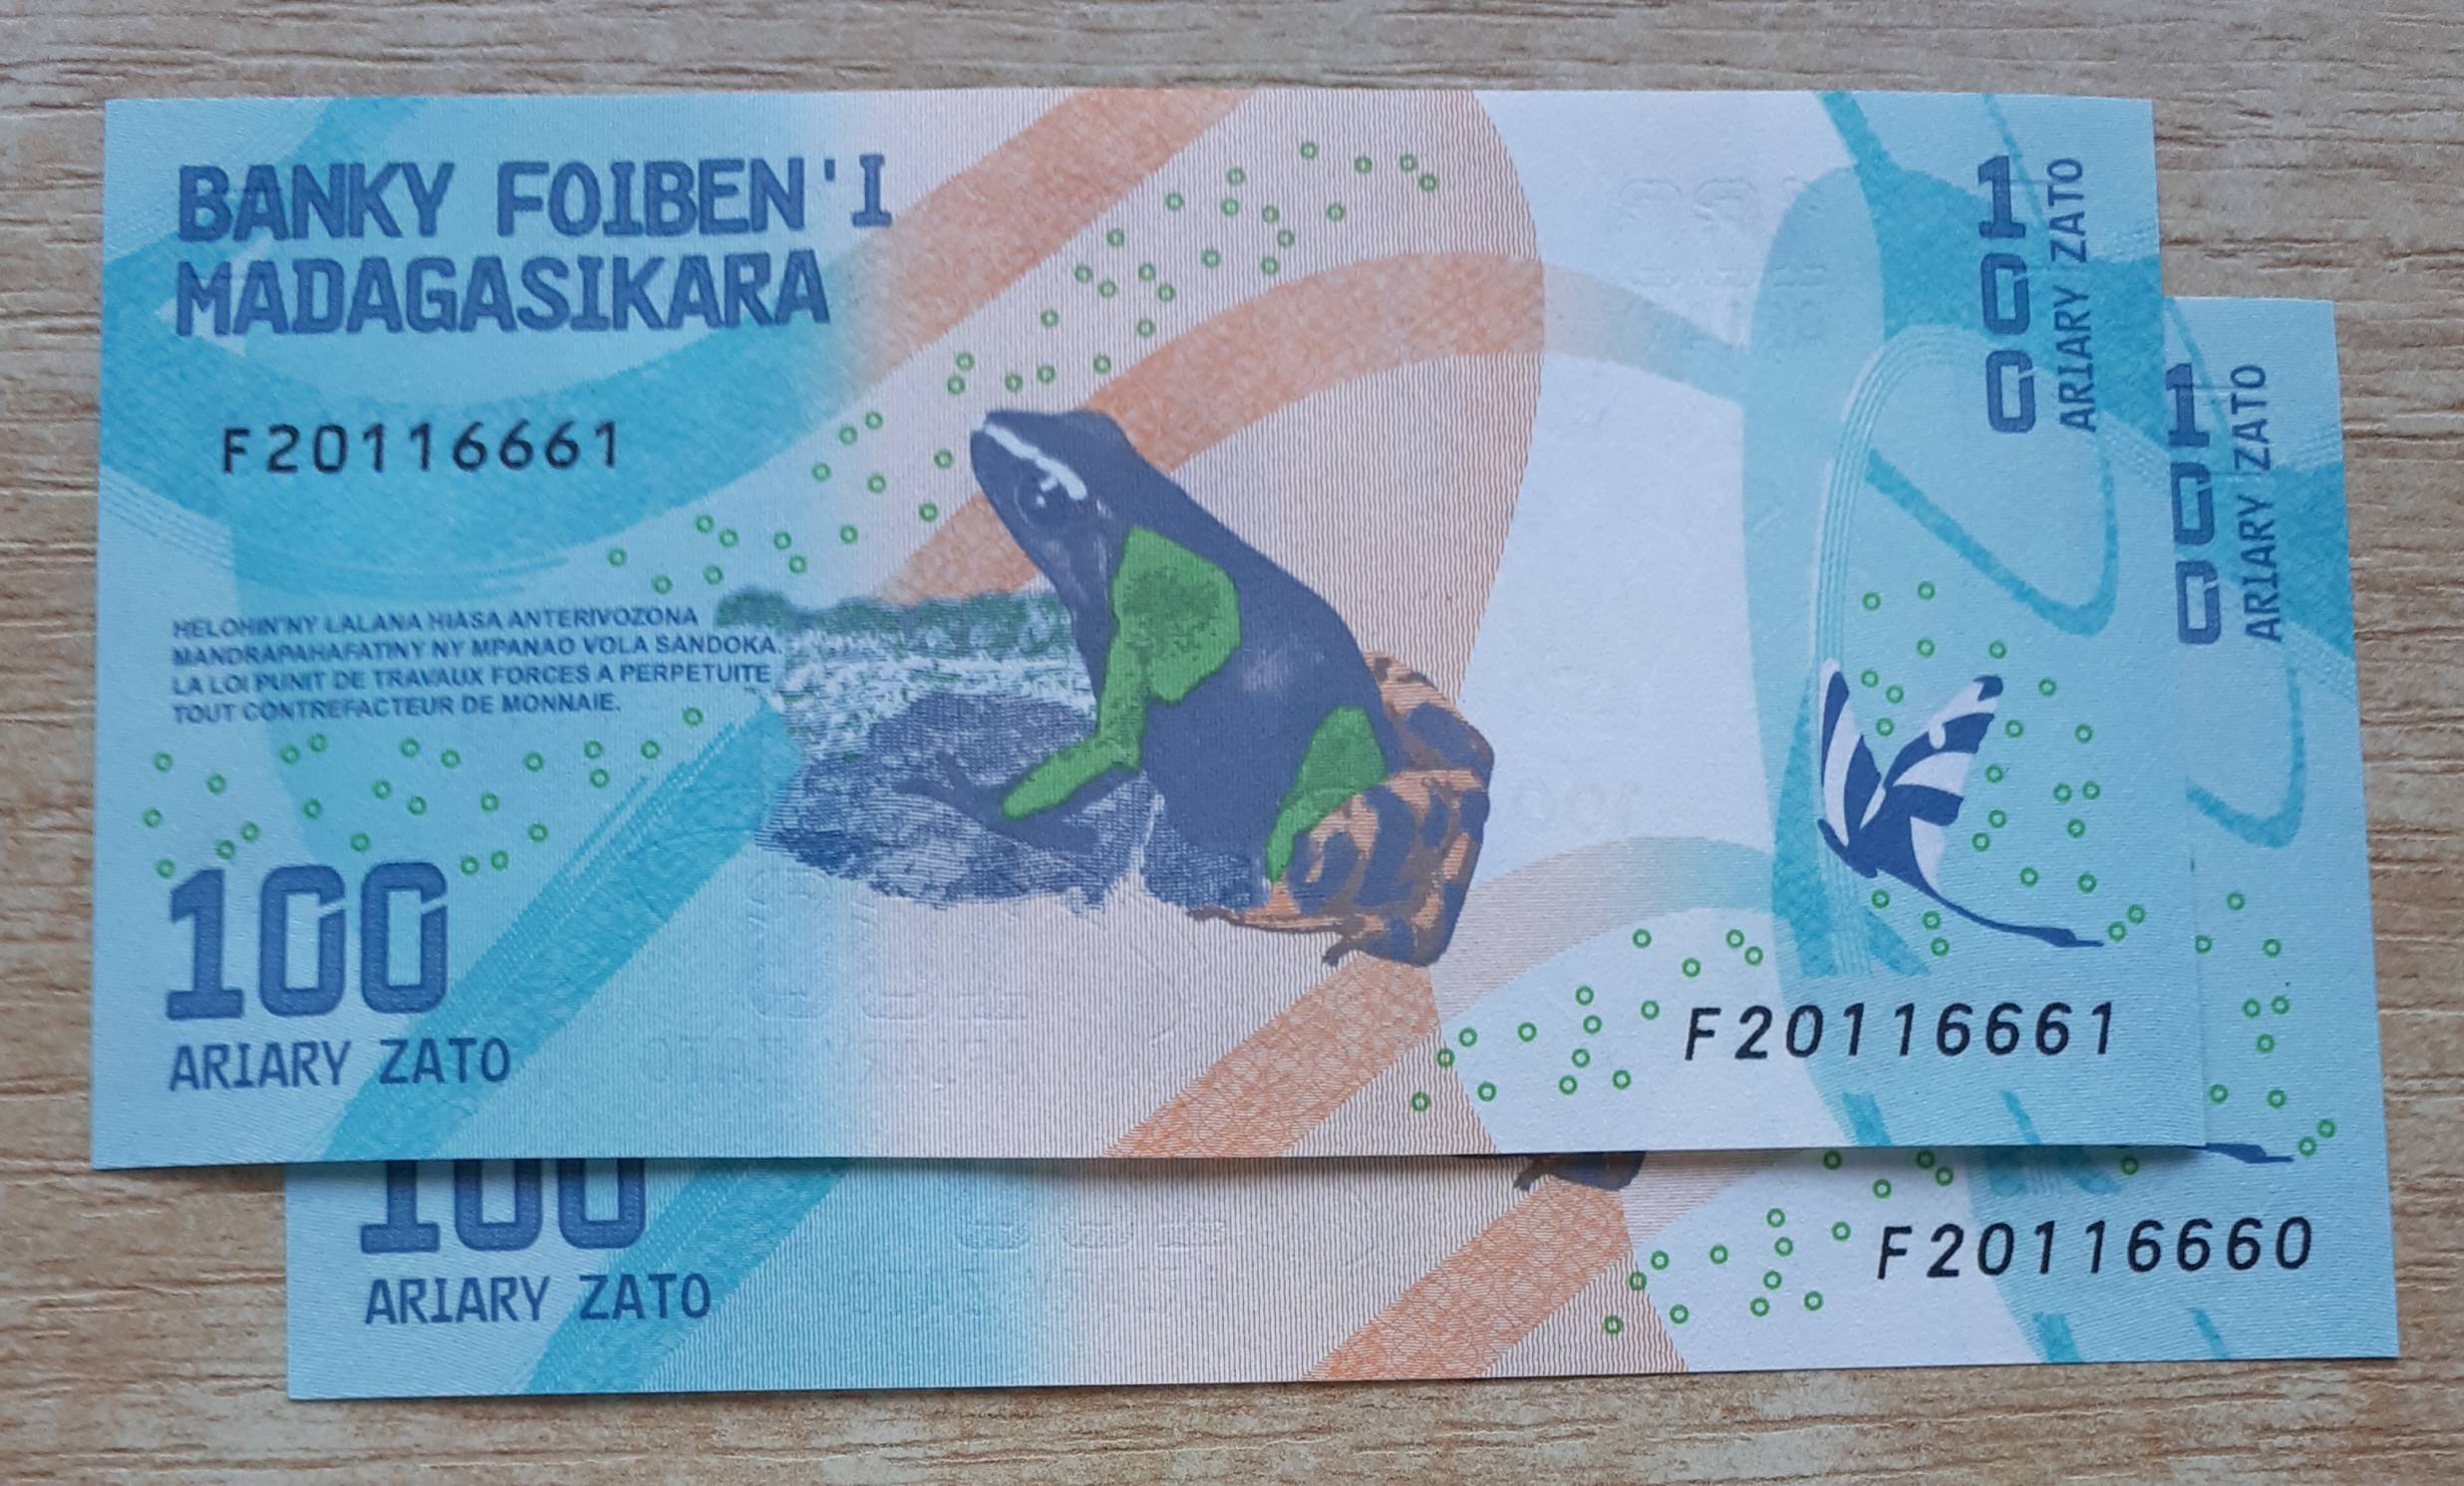 BANKY FOIBEN'I
MADAGASIKARA
F20116661
HELOHIN'NY LALANA HIASA ANTERIVOZONA
MANDRAPAHAFATINY NY MPANAO VOLA SANDOKA.
LA LOI PUNIT DE TRAVAUX FORCES A PERPETUITE
TOUT CONTREFACTEUR DE MONNAIE.
100
ARIARY ZATO
100
ARIARY ZATO
F20116661
100
ARIARY ZATO
100
ARIARY ZATO
F20116660